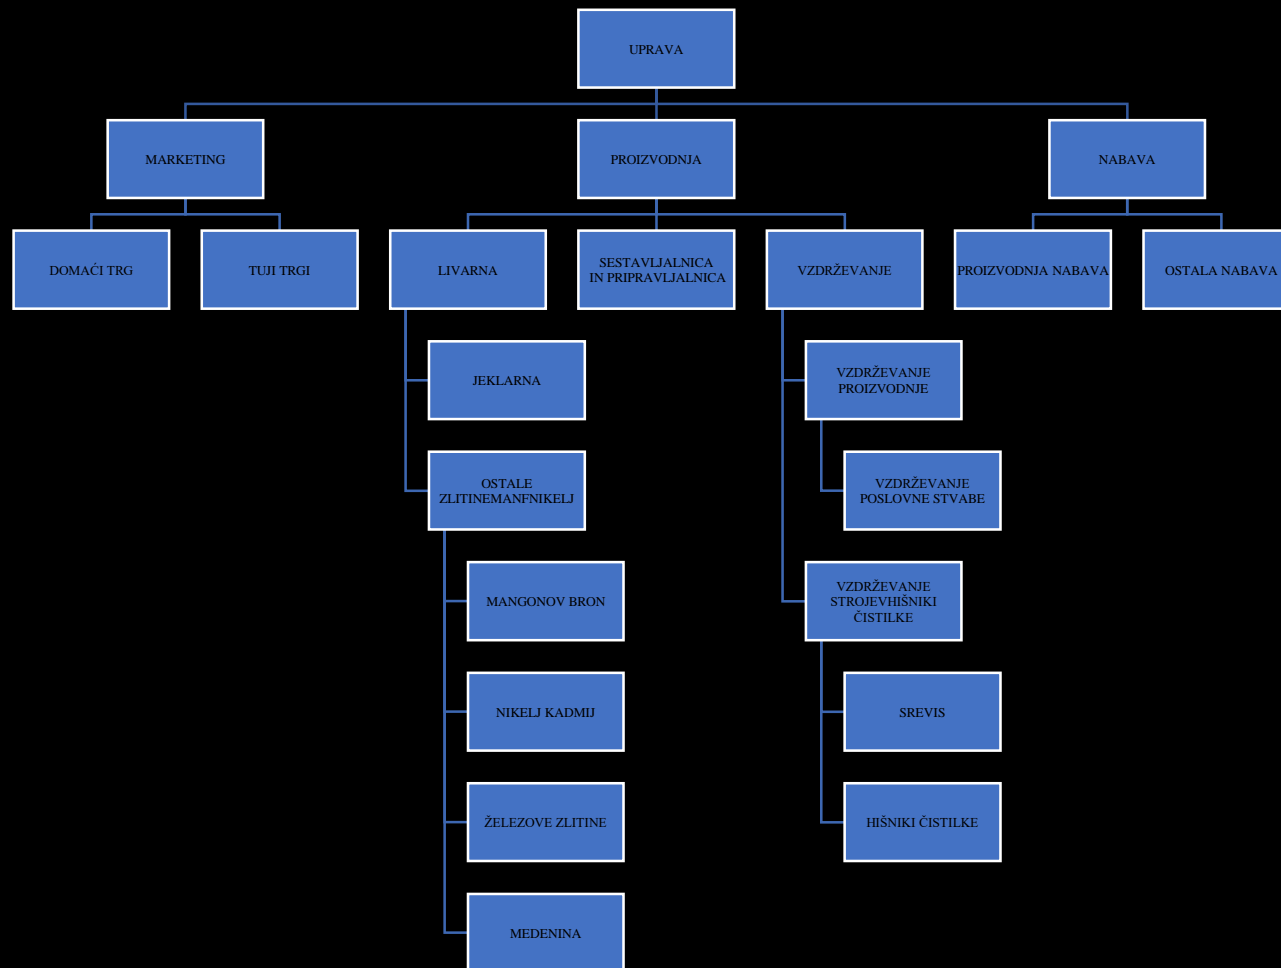 UPRAVA
MARKETING
PROIZVODNJA
NABAVA
DOMAĆI TRG
TUJI TRGI
LIVARNA
SESTAVLJALNICA
IN PRIPRAVLJALNICA
VZDRŽEVANJE
PROIZVODNJA NABAVA
OSTALA NABAVA
JEKLARNA
VZDRŽEVANJE
PROIZVODNJE
OSTALE
ZLITINEMANFNIKELJ
VZDRŽEVANJE
POSLOVNE STVABE
MANGONOV BRON
VZDRŽEVANJE
STROJEVHIŠNIKI
ČISTILKE
NIKELJ KADMIJ
SREVIS
ŽELEZOVE ZLITINE
HIŠNIKI ČISTILKE
MEDENINA